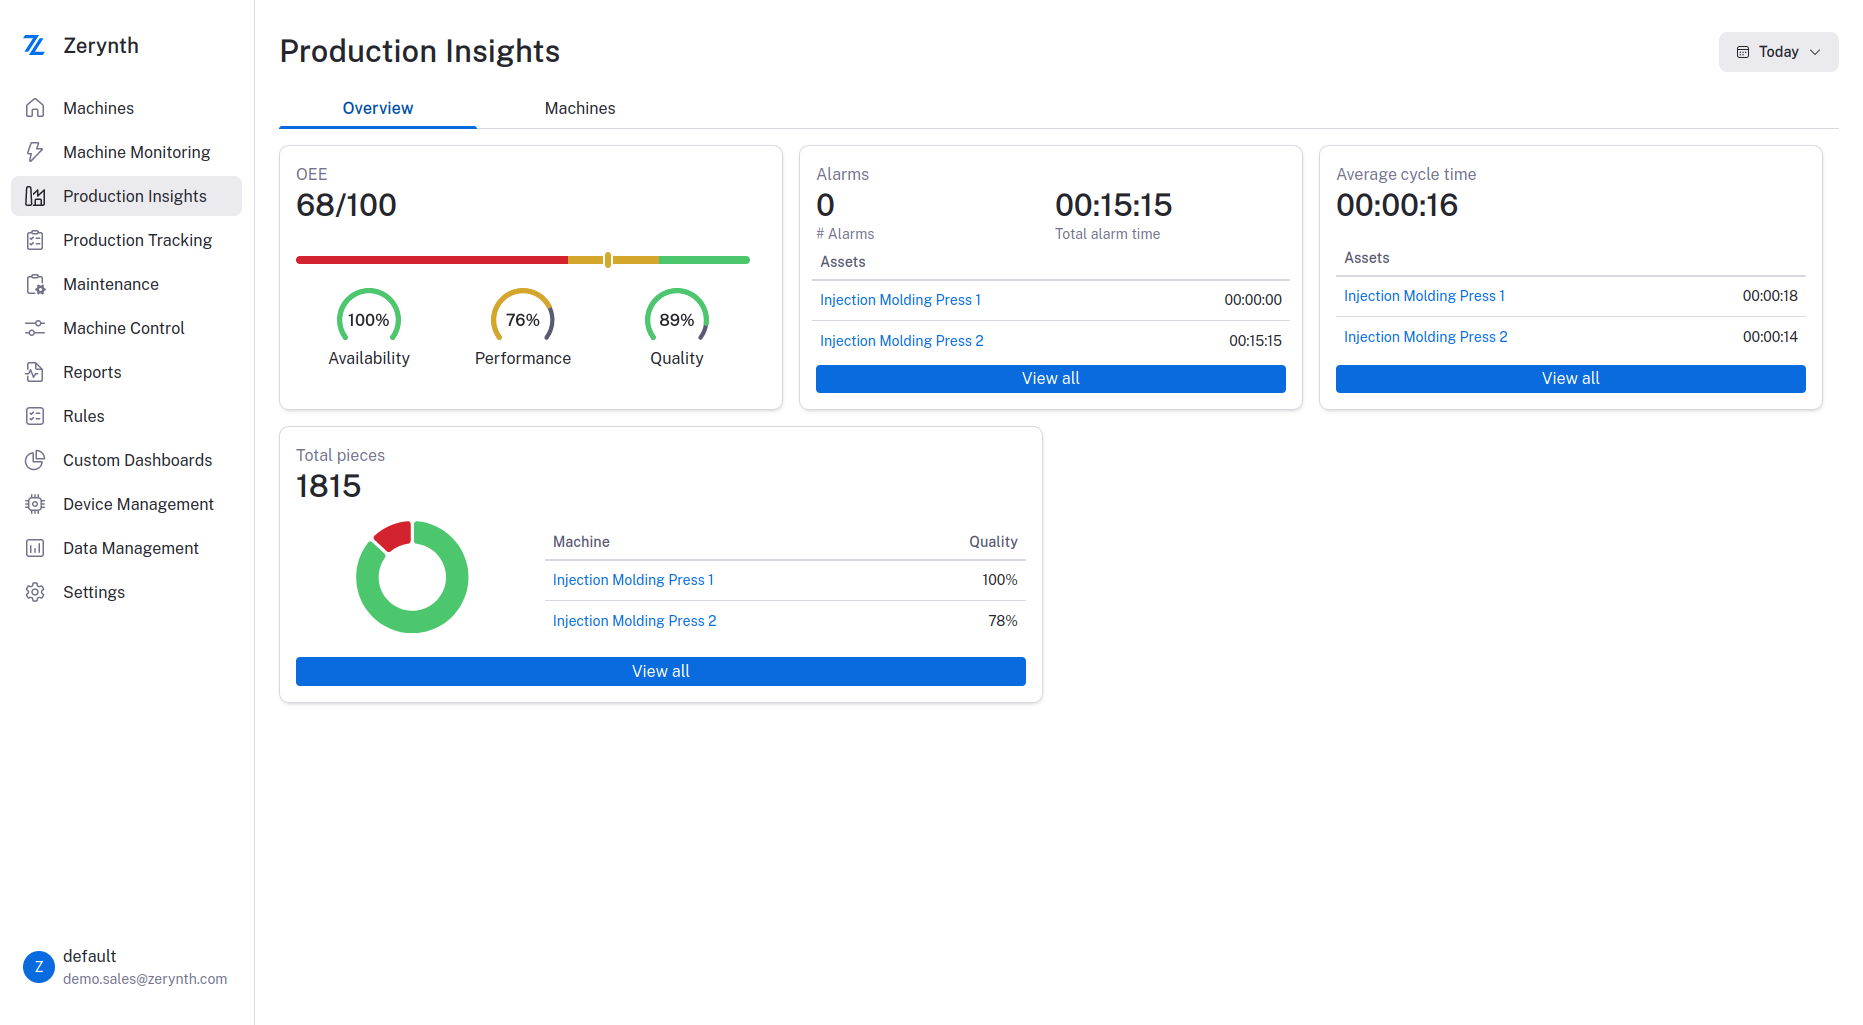 Zerynth
Machines
Machine Monitoring
Production Insights
Production Tracking
Maintenance
Machine Control
Reports
Rules
Custom Dashboards
Device Management
Data Management
Settings
Z
default
demo.sales@zerynth.com
Production Insights
Today
Overview Machines
OEE
68/100
100% 76% 89%
Availability Performance Quality
Alarms
0 00:15:15
# Alarms Total alarm time
Assets
Injection Molding Press 1 00:00:00
Injection Molding Press 2 00:15:15
View all
Average cycle time
00:00:16
Assets
Injection Molding Press 1 00:00:18
Injection Molding Press 2 00:00:14
View all
Total pieces
1815
Machine Quality
Injection Molding Press 1 100%
Injection Molding Press 2 78%
View all